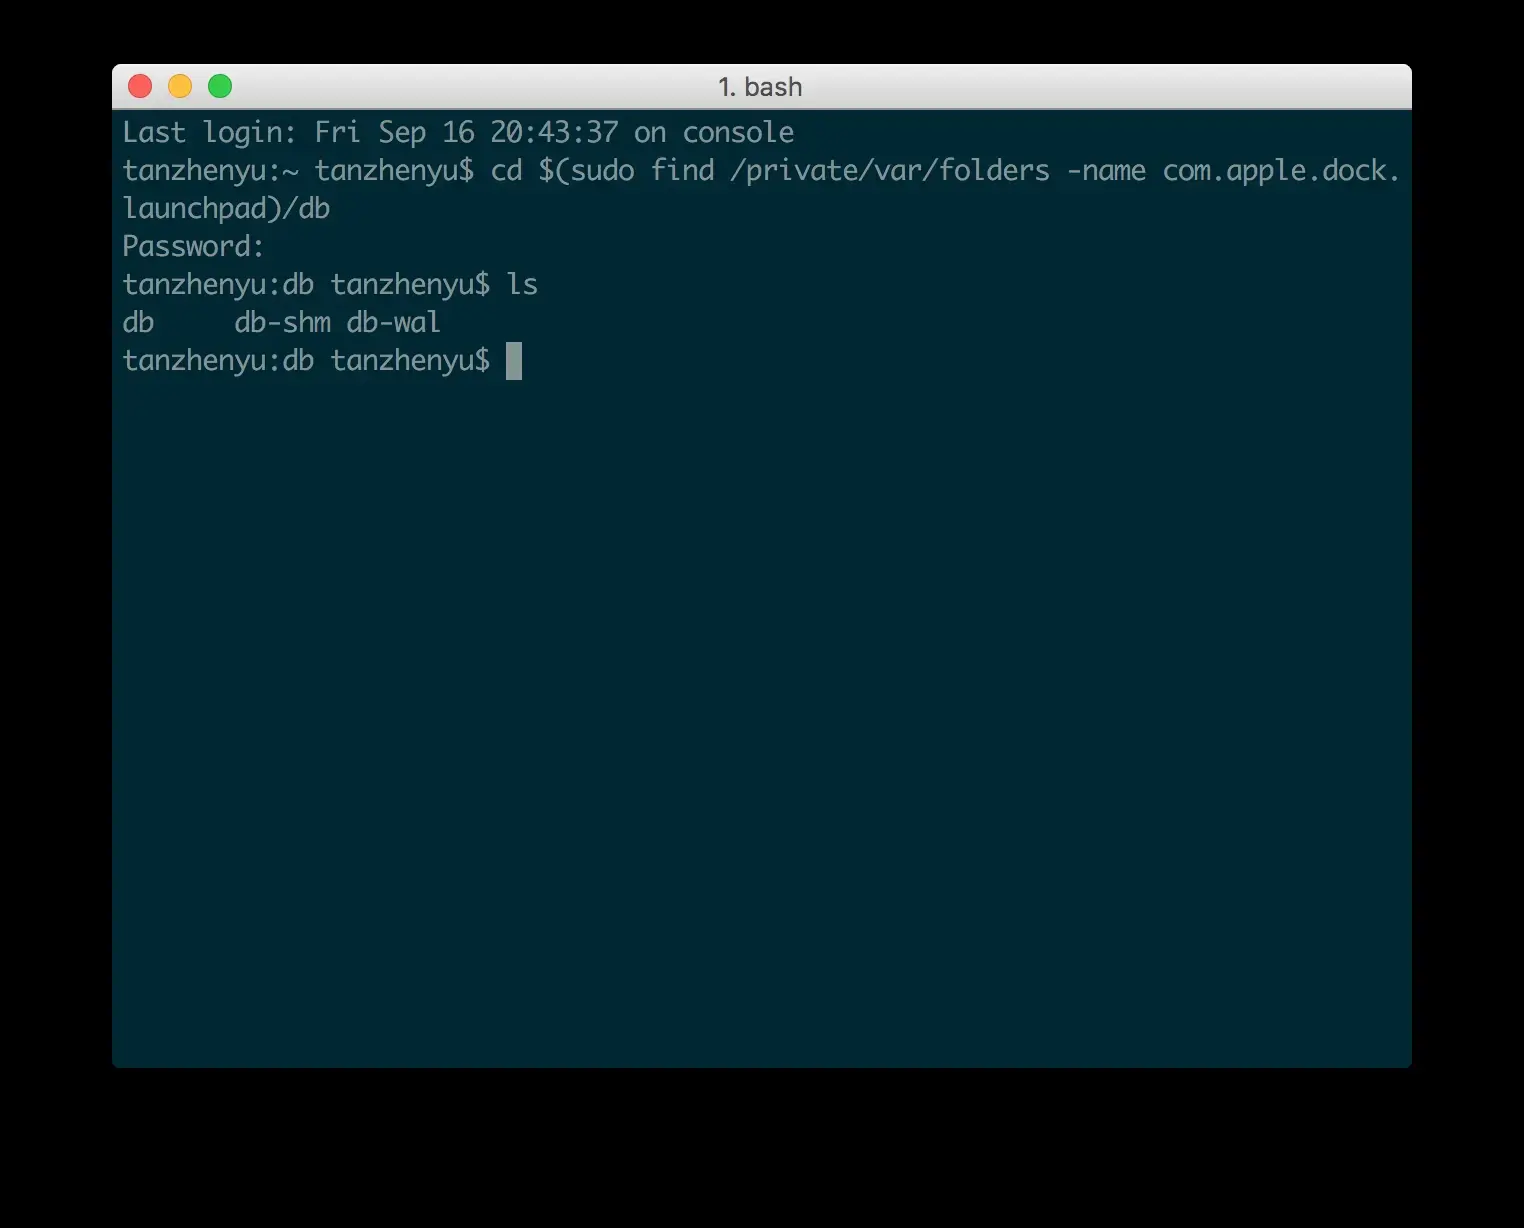 1. bash
Last login: Fri Sep 16 20:43:37 on console
tanzhenyu:~ tanzhenyu$ cd $(sudo find /private/var/folders -name com.apple.dock.
launchpad)/db
Password:
tanzhenyu:db tanzhenyu$ ls
db     db-shm db-wal
tanzhenyu:db tanzhenyu$